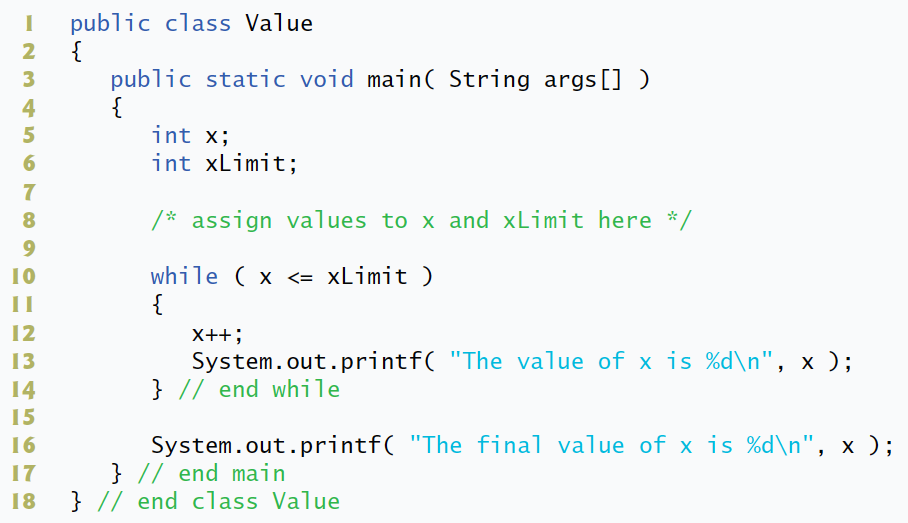 1 public class Value
2 {
3 public static void main( String args[] )
4 {
5 int x;
6 int xLimit;
7
8 /* assign values to x and xLimit here */
9
10 while ( x <= xLimit )
11 {
12 x++;
13 System.out.printf( "The value of x is %d\n", x );
14 } // end while
15
16 System.out.printf( "The final value of x is %d\n", x );
17 } // end main
18 } // end class Value